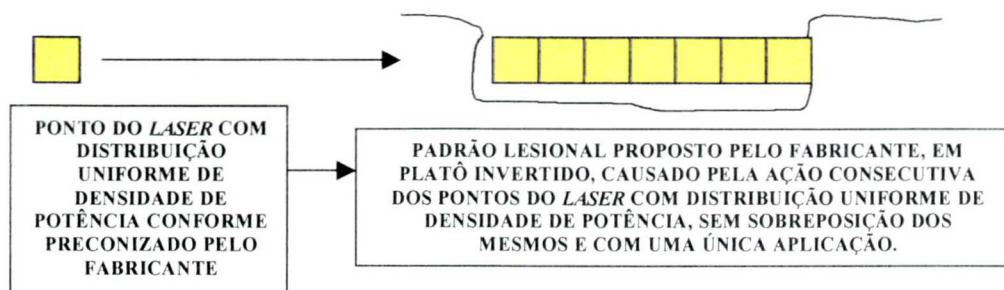 PONTO DO LASER COM
DISTRIBUIÇÃO
UNIFORME DE
DENSIDADE DE
POTÊNCIA CONFORME
PRECONIZADO PELO
FABRICANTE
PADRÃO LESIONAL PROPOSTO PELO FABRICANTE, EM
PLATÔ INVERTIDO, CAUSADO PELA AÇÃO CONSECUTIVA
DOS PONTOS DO LASER COM DISTRIBUIÇÃO UNIFORME DE
DENSIDADE DE POTÊNCIA, SEM SOBREPOSIÇÃO DOS
MESMOS E COM UMA ÚNICA APLICAÇÃO.